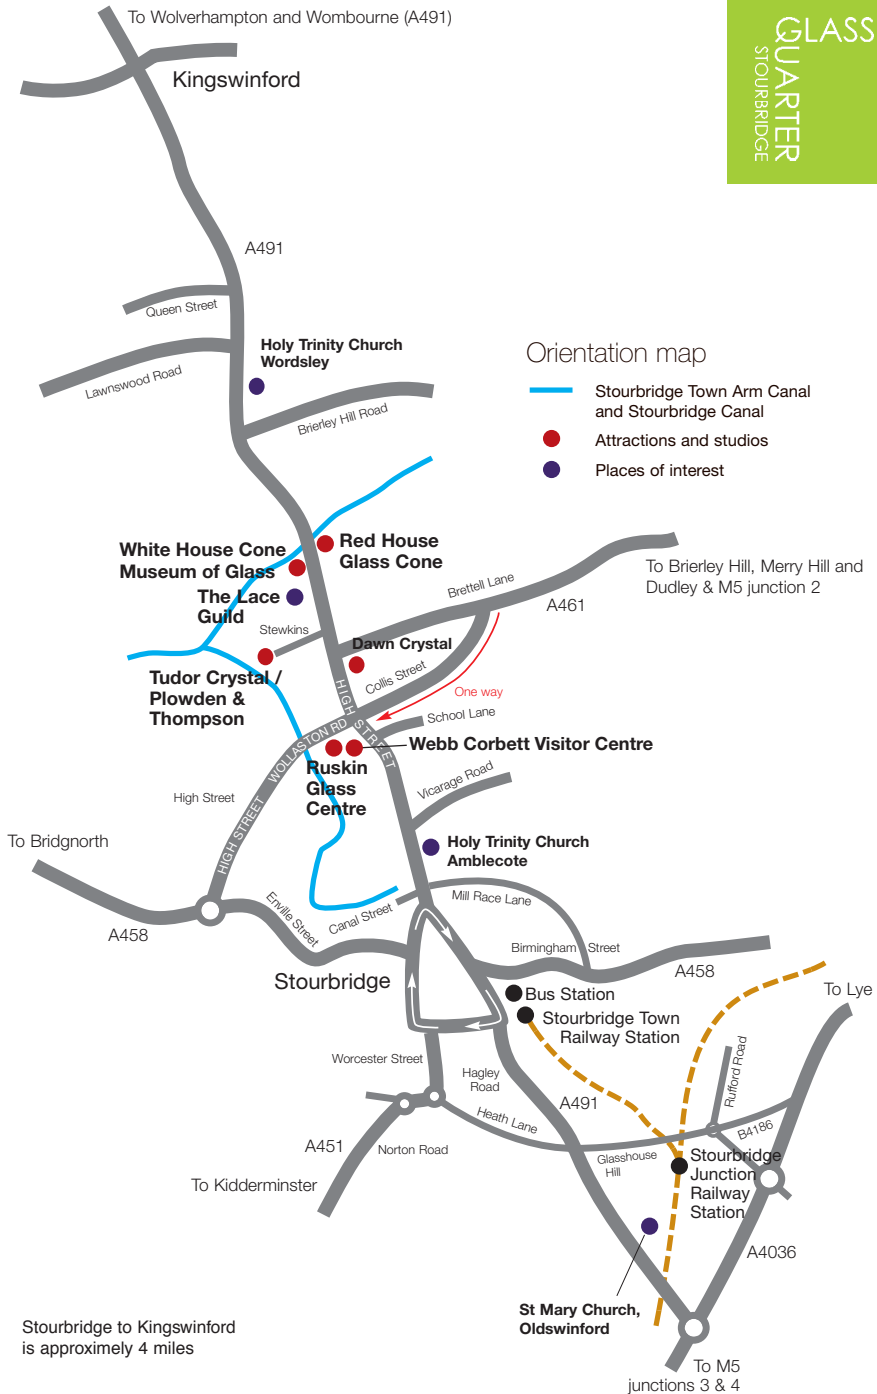 To Wolverhampton and Wombourne (A491)
GLASS
QUARTER
STOURBRIDGE
Kingswinford
A491
Queen Street
Holy Trinity Church
Wordsley
Lawnswood Road
Brierley Hill Road
Orientation map
Stourbridge Town Arm Canal
and Stourbridge Canal
Attractions and studios
Places of interest
White House Cone
Museum of Glass
Red House
Glass Cone
The Lace
Guild
To Brierley Hill, Merry Hill and
Dudley & M5 junction 2
Brettell Lane
A461
Stewkins
Dawn Crystal
Collis Street
Tudor Crystal /
Plowden &
Thompson
One way
HIGH STREET
School Lane
WOLLASTON RD
Webb Corbett Visitor Centre
Ruskin
Glass
Centre
Vicarage Road
High Street
HIGH STREET
To Bridgnorth
Holy Trinity Church
Amblecote
Mill Race Lane
Enville Street
Canal Street
A458
Birmingham Street
A458
Stourbridge
Bus Station
To Lye
Stourbridge Town
Railway Station
Worcester Street
Hagley
Road
Rufford Road
A491
Heath Lane
B4186
A451
Norton Road
Glasshouse
Hill
Stourbridge
Junction
Railway
Station
To Kidderminster
A4036
St Mary Church,
Oldswinford
Stourbridge to Kingswinford
is approximely 4 miles
To M5
junctions 3 & 4